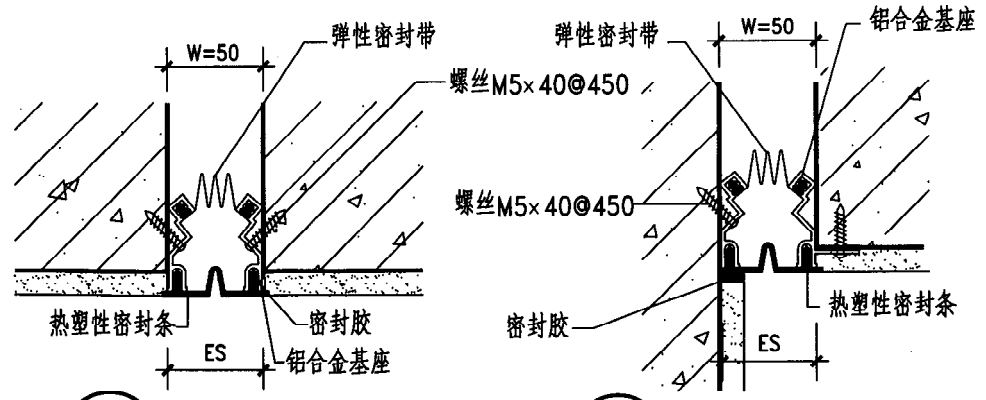 弹性密封带
W=50
螺丝M5×40@450
热塑性密封条
密封胶
ES
铝合金基座
铝合金基座
弹性密封带
W=50
螺丝M5×40@450
热塑性密封条
密封胶
ES